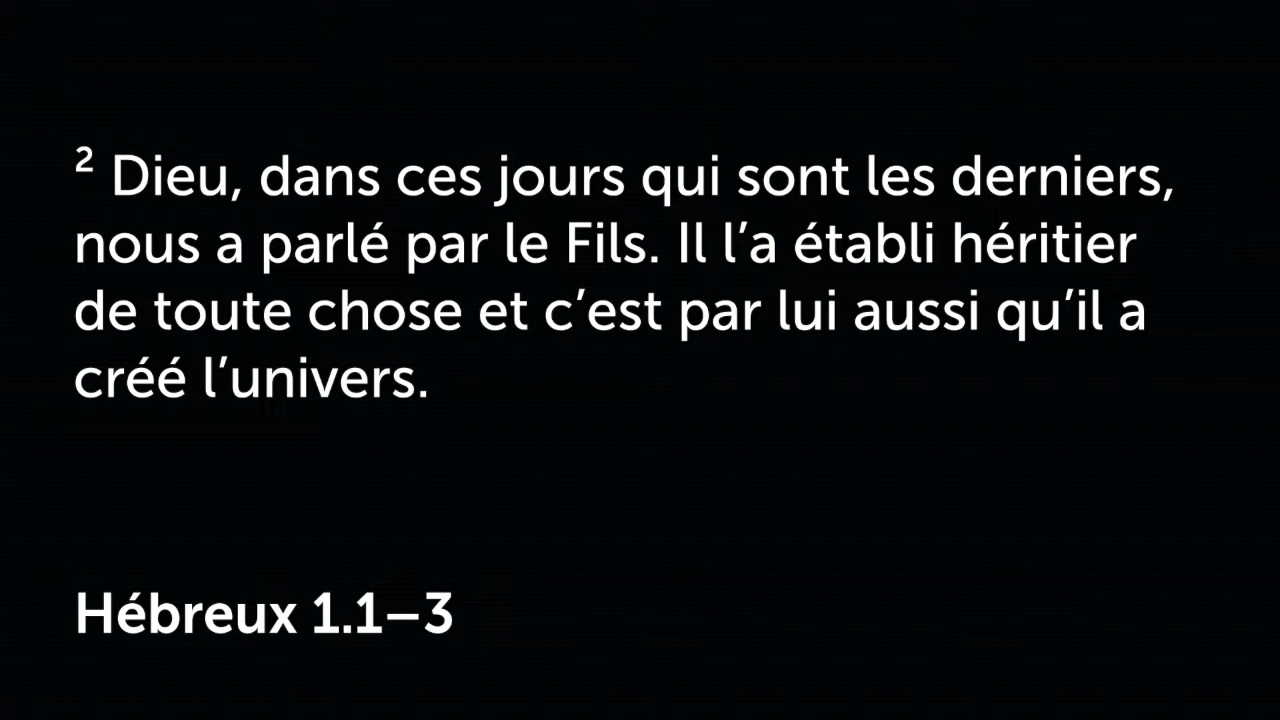 ² Dieu, dans ces jours qui sont les derniers,
nous a parlé par le Fils. Il l’a établi héritier
de toute chose et c’est par lui aussi qu’il a
créé l’univers.
Hébreux 1.1–3